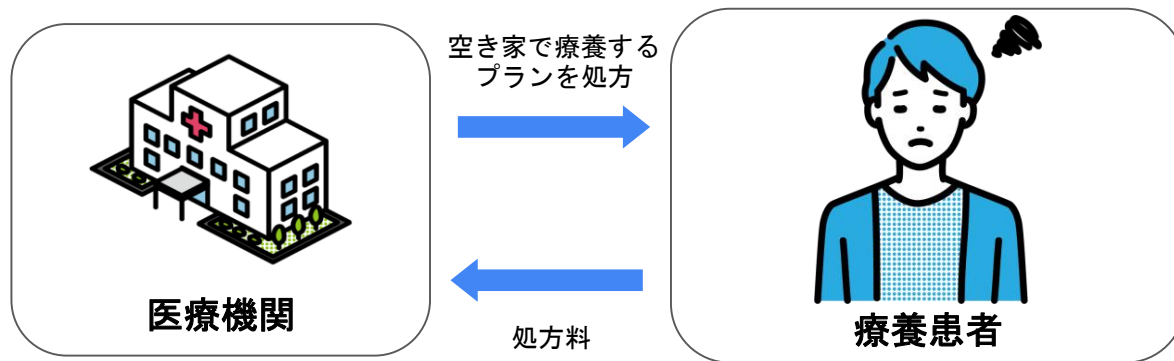 空き家で療養する
プランを処方
医療機関
処方料
療養患者